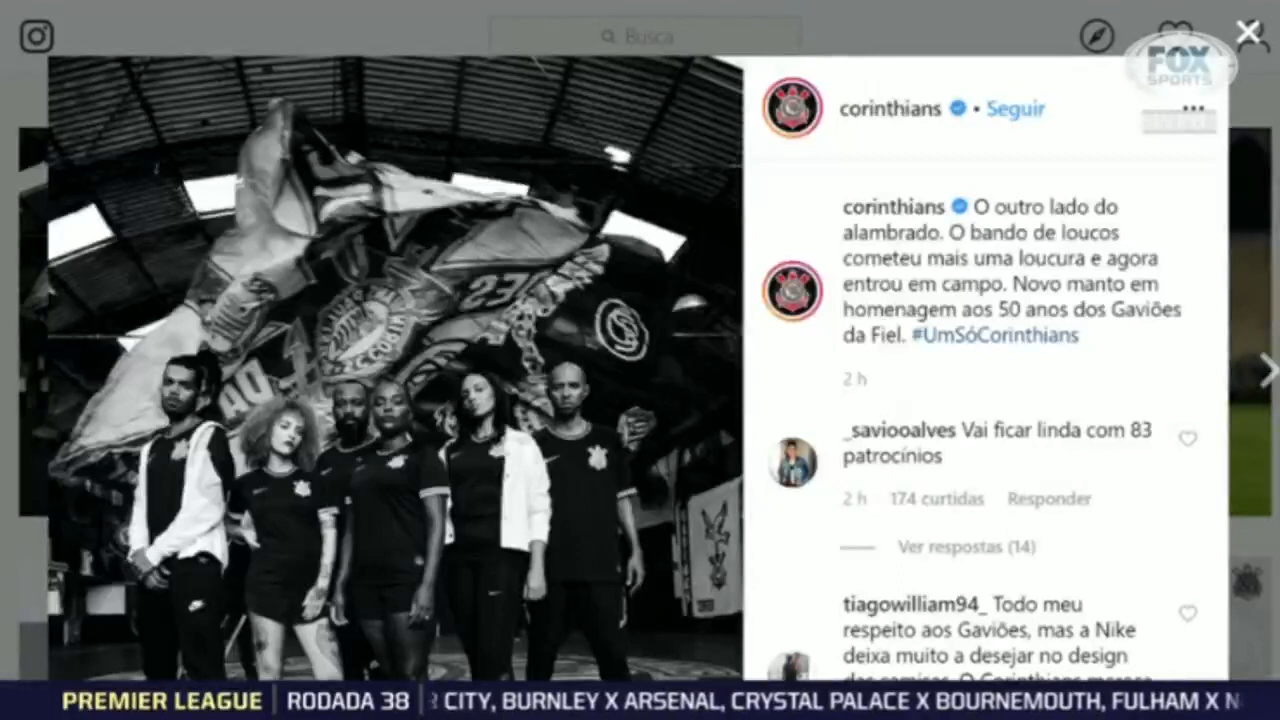 Busca
FOX
SPORTS
corinthians • Seguir
corinthians O outro lado do
alambrado. O bando de loucos
cometeu mais uma loucura e agora
entrou em campo. Novo manto em
homenagem aos 50 anos dos Gaviões
da Fiel. #UmSóCorinthians
2 h
_saviooalves Vai ficar linda com 83
patrocínios
2 h 174 curtidas Responder
Ver respostas (14)
tiagowilliam94_ Todo meu
respeito aos Gaviões, mas a Nike
deixa muito a desejar no design
23
PREMIER LEAGUE RODADA 38 CITY, BURNLEY X ARSENAL, CRYSTAL PALACE X BOURNEMOUTH, FULHAM X N